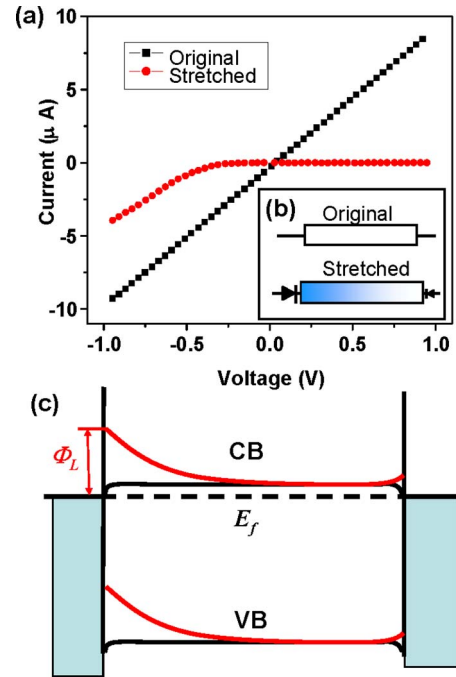 (a)
10
5
0
-5
-10
Current (μ A)
Original
Stretched
(b)
Original
Stretched
-1.0 -0.5 0.0 0.5 1.0
Voltage (V)
(c)
Φ_L
CB
E_f
VB